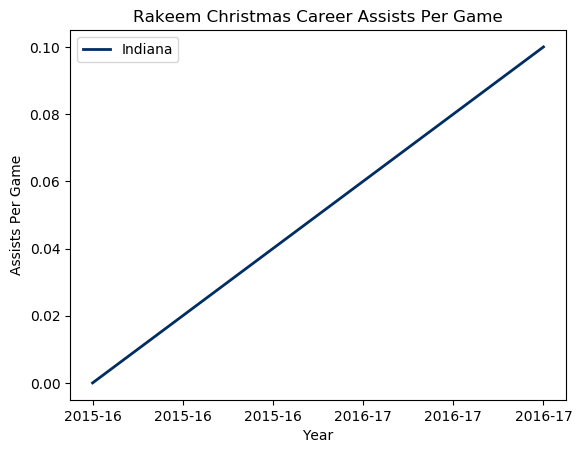 Rakeem Christmas Career Assists Per Game
Indiana
0.10
0.08
0.06
0.04
0.02
0.00
Assists Per Game
2015-16 2015-16 2015-16 2016-17 2016-17 2016-17
Year